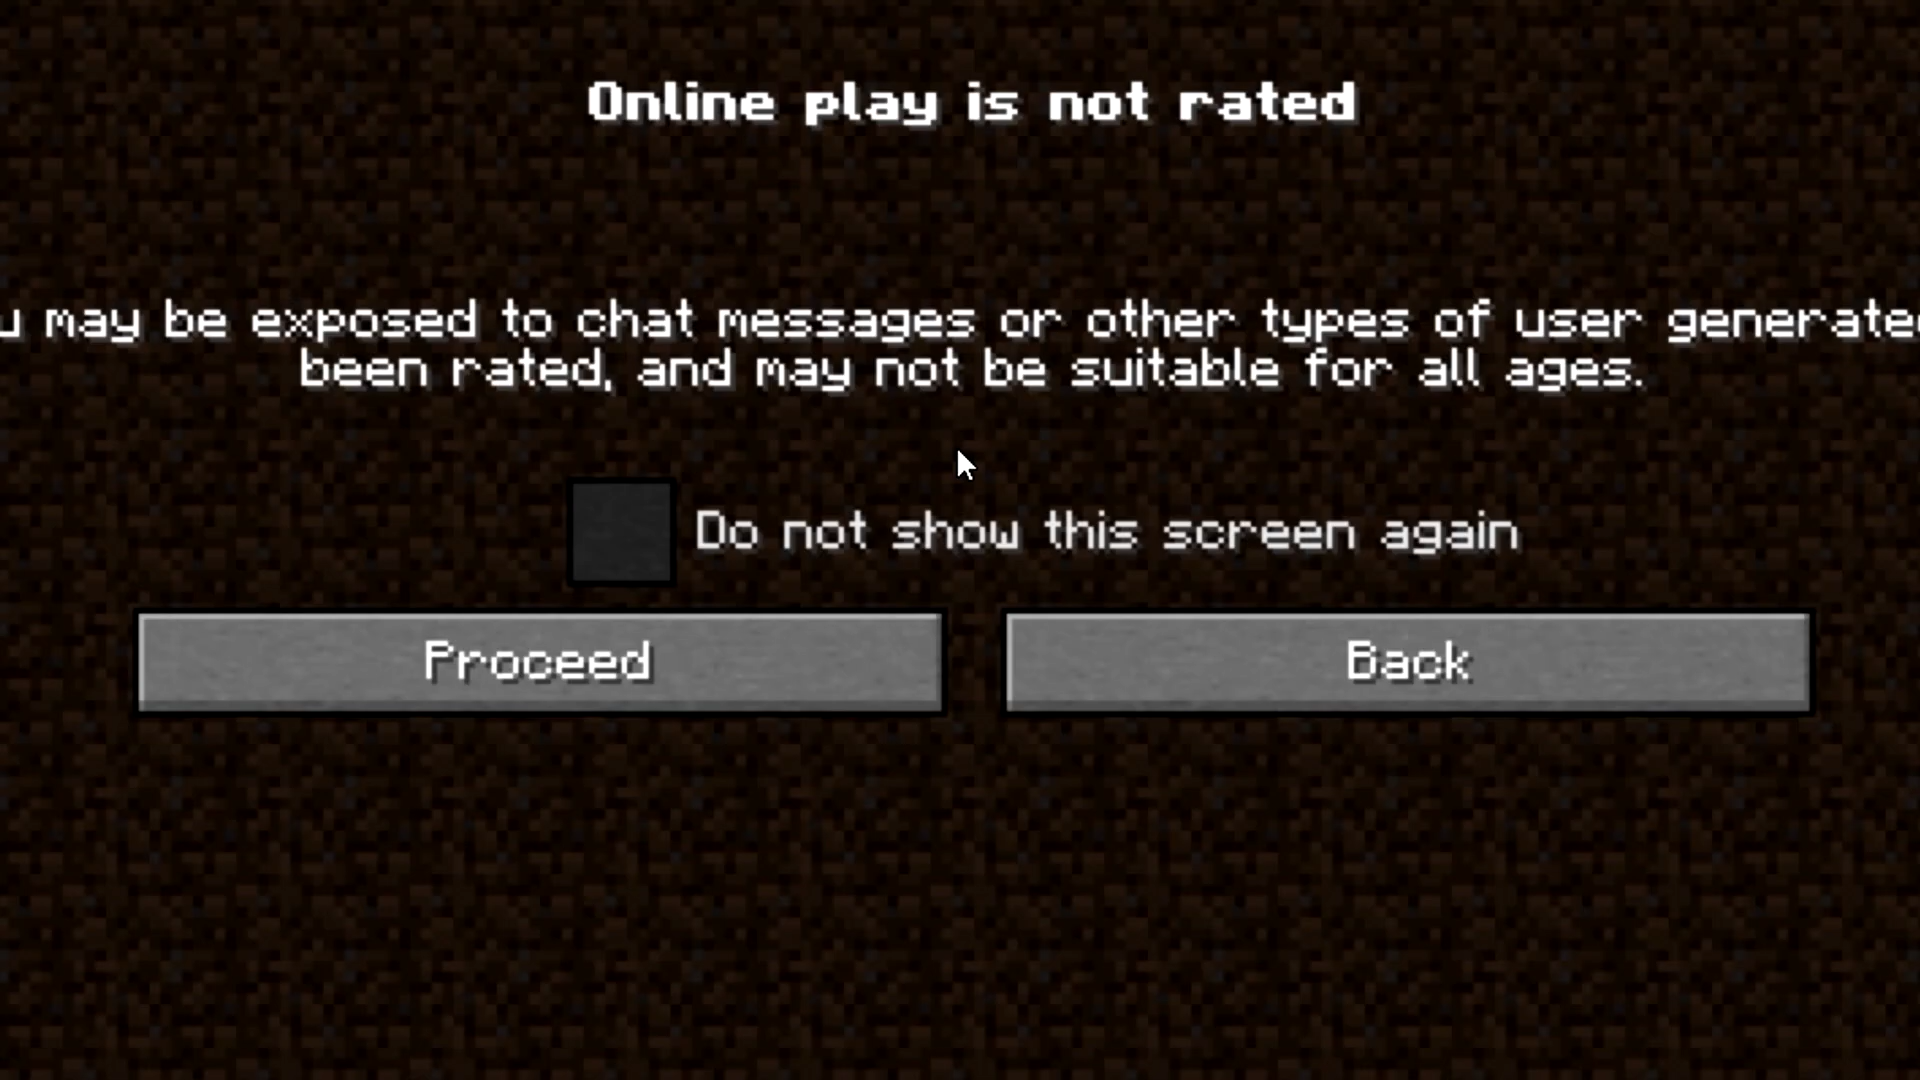 Online play is not rated
u may be exposed to chat messages or other types of user generate
been rated, and may not be suitable for all ages.
Do not show this screen again
Proceed
Back